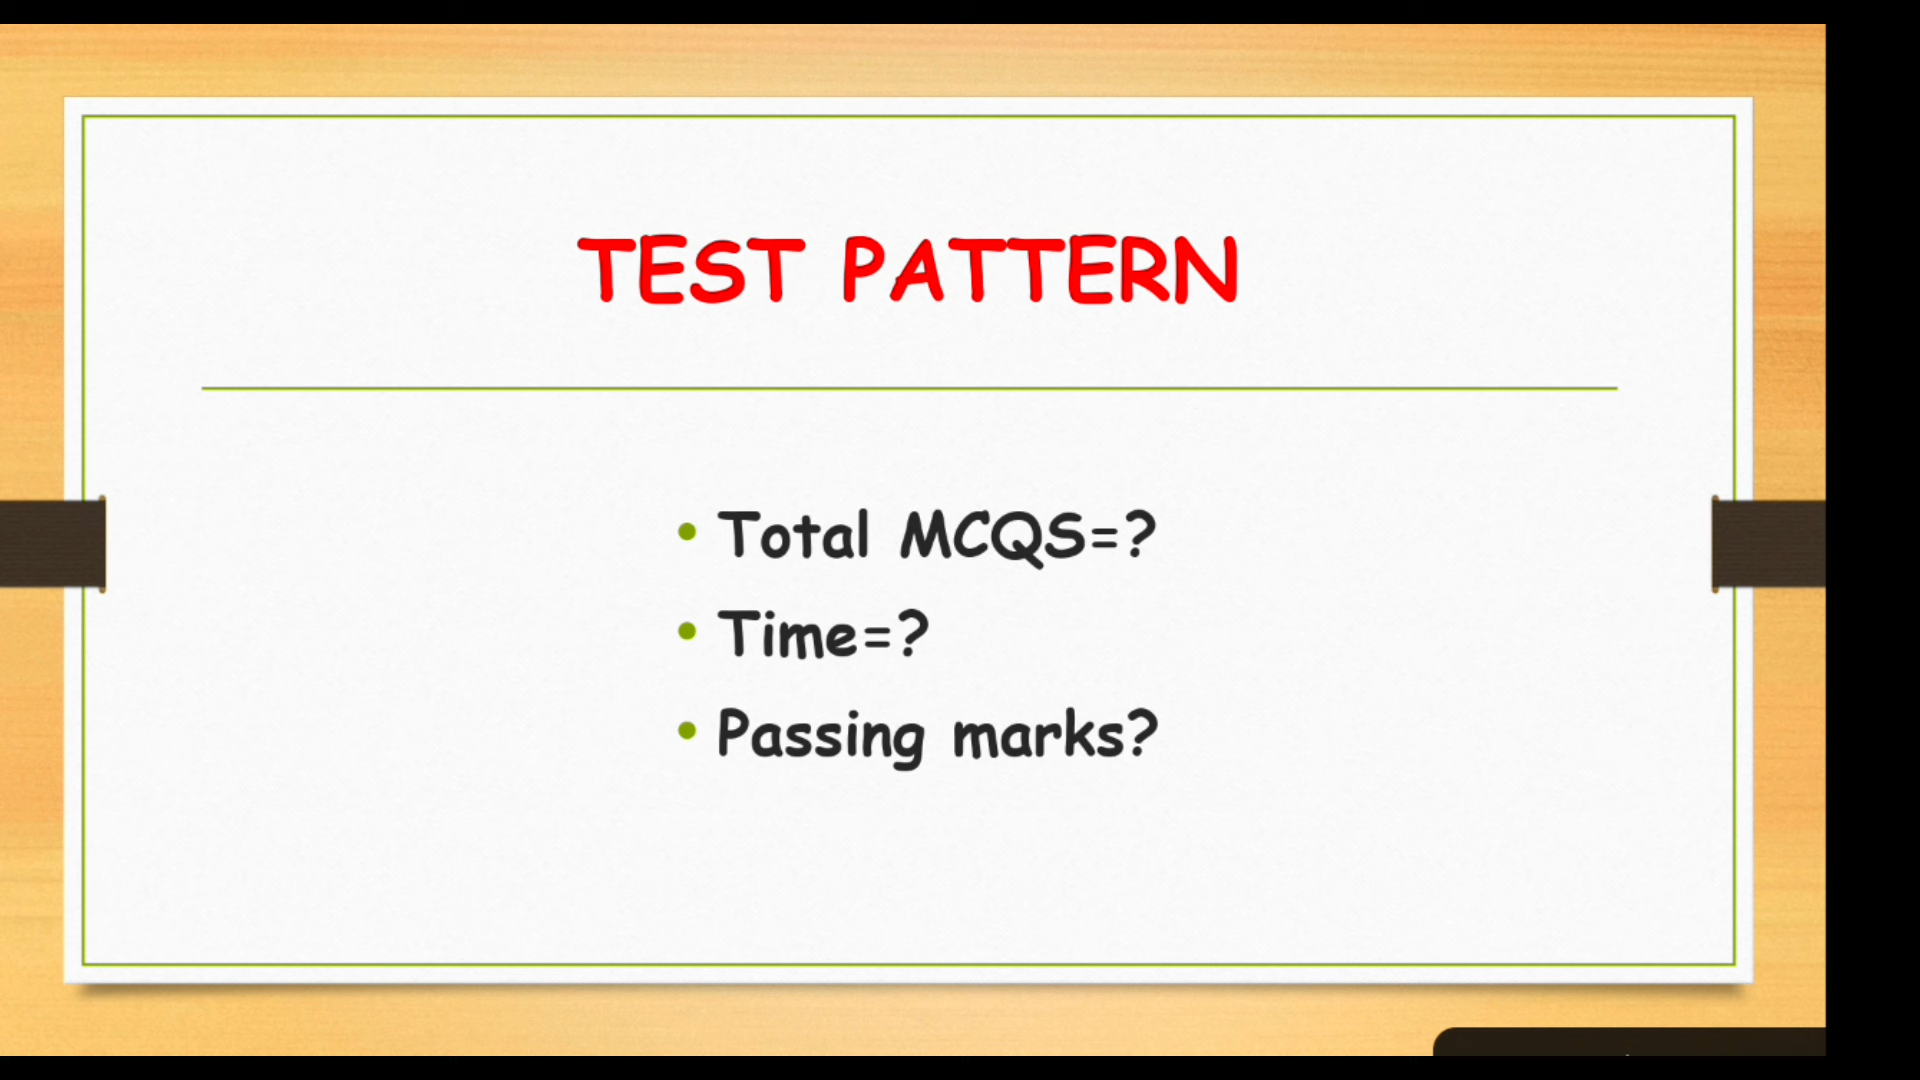 TEST PATTERN
• Total MCQS=?
• Time=?
• Passing marks?